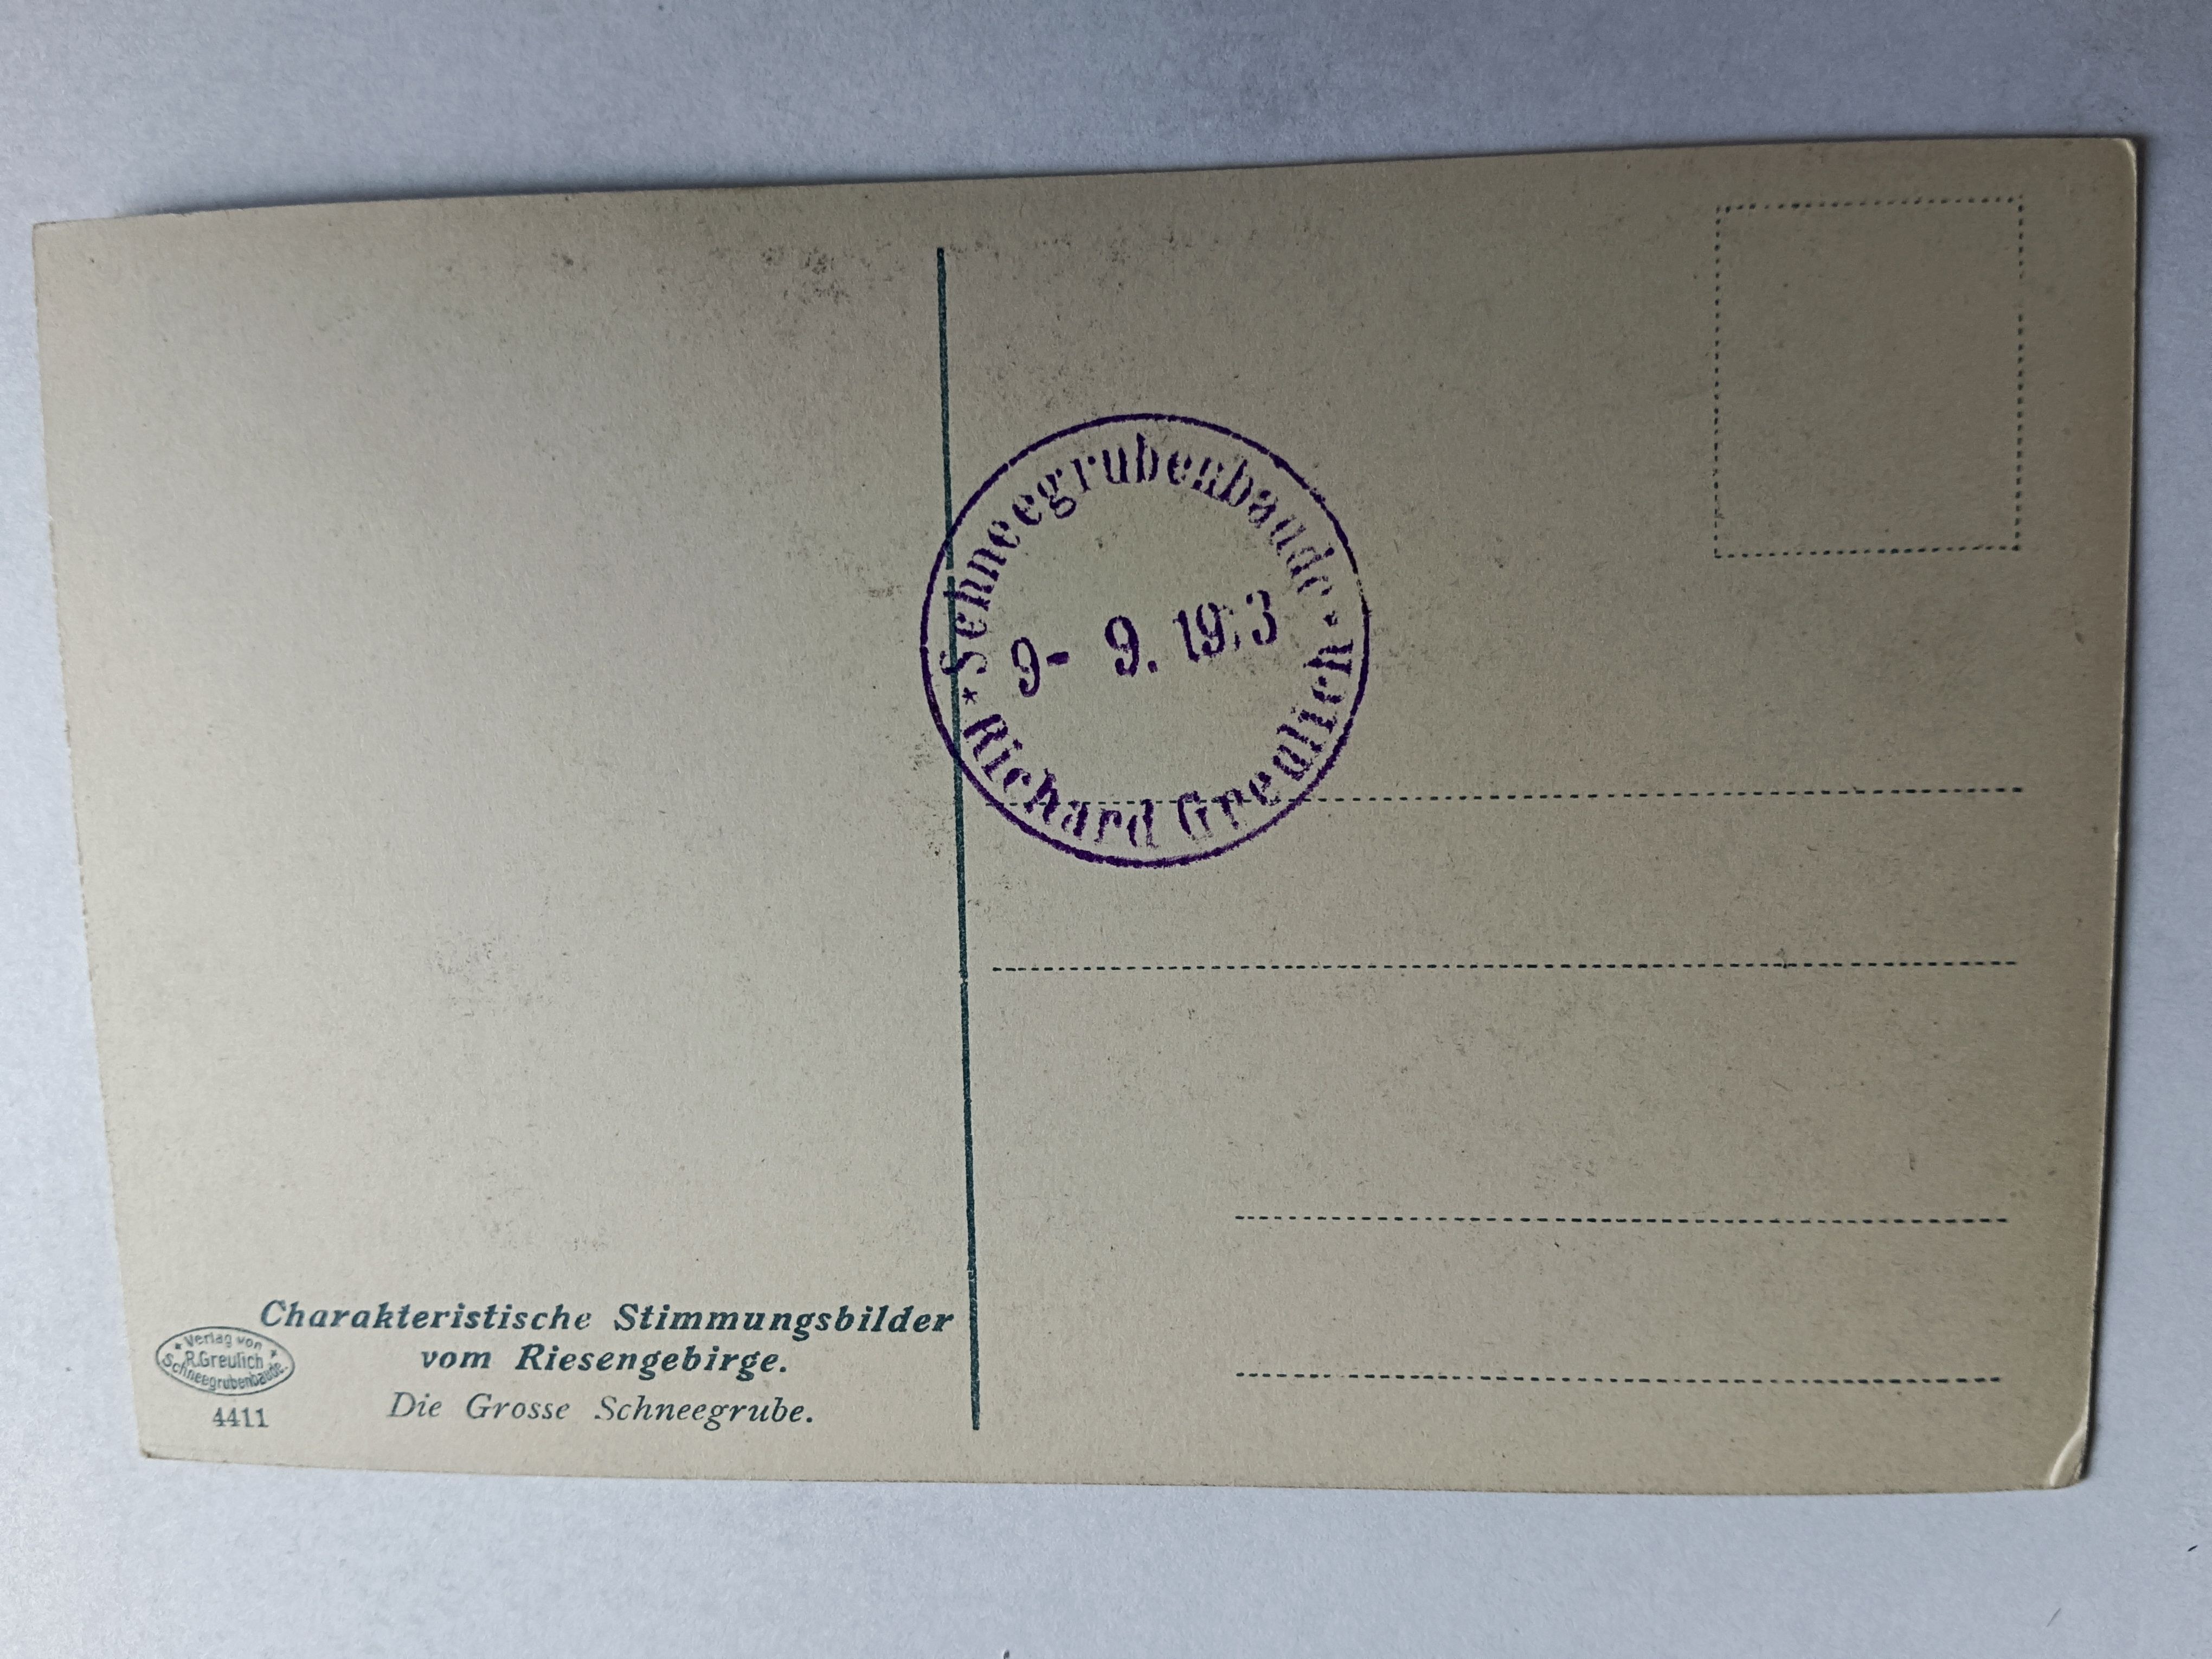 * Schneegrubenbaude *
9- 9. 19
Richard Greulich
Charakteristische Stimmungsbilder
vom Riesengebirge.
Die Grosse Schneegrube.
* Verlag von *
R.Greulich
Schneegrubenbaude.
4411